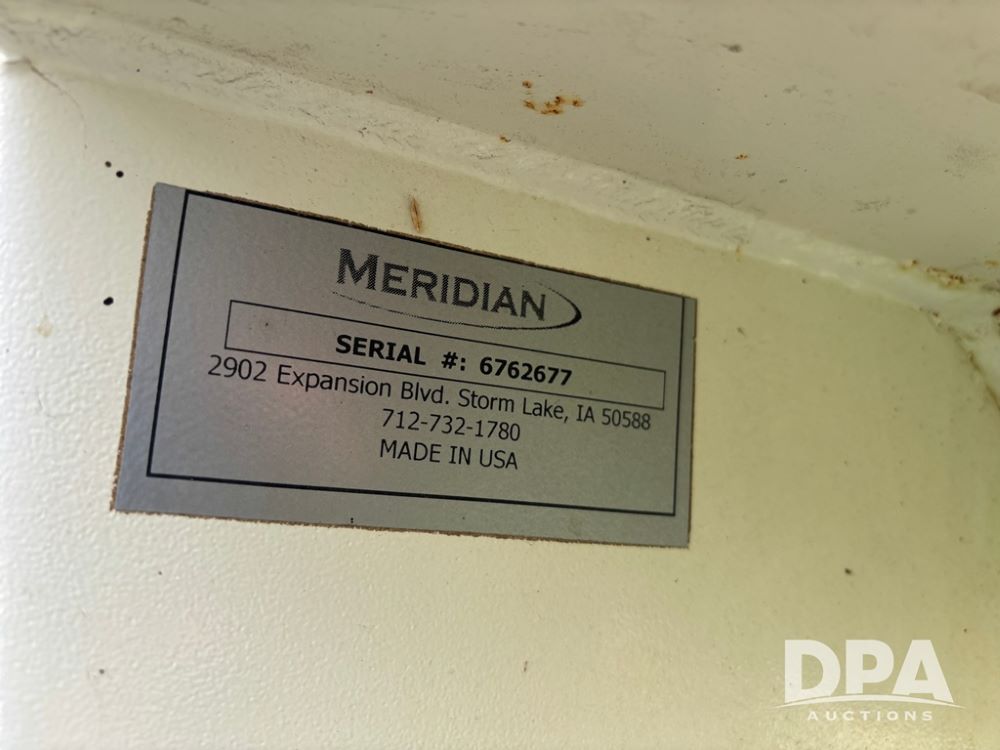 MERIDIAN
SERIAL #: 6762677
2902 Expansion Blvd. Storm Lake, IA 50588
712-732-1780
MADE IN USA
DPA
AUCTIONS